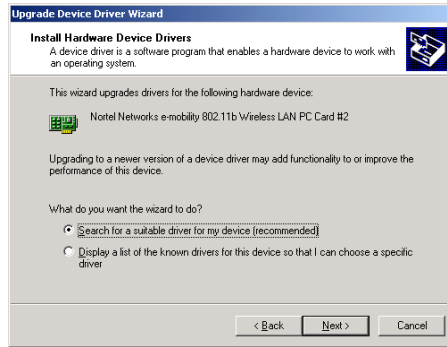 Upgrade Device Driver Wizard
Install Hardware Device Drivers
A device driver is a software program that enables a hardware device to work with
an operating system.
This wizard upgrades drivers for the following hardware device:
Nortel Networks e-mobility 802.11b Wireless LAN PC Card #2
Upgrading to a newer version of a device driver may add functionality to or improve the
performance of this device.
What do you want the wizard to do?
Search for a suitable driver for my device (recommended)
Display a list of the known drivers for this device so that I can choose a specific
driver
< Back Next > Cancel